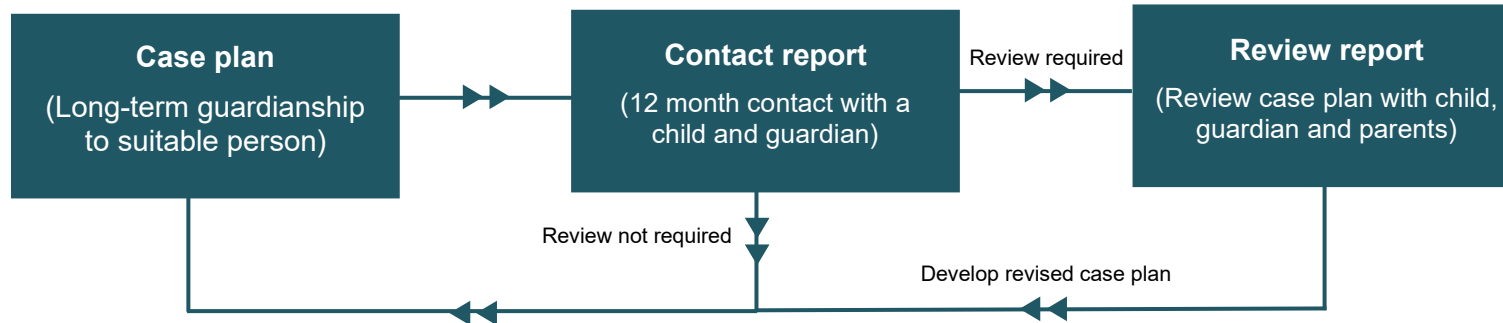 Case plan
(Long-term guardianship
to suitable person)
Contact report
(12 month contact with a
child and guardian)
Review required
Review report
(Review case plan with child,
guardian and parents)
Review not required
Develop revised case plan